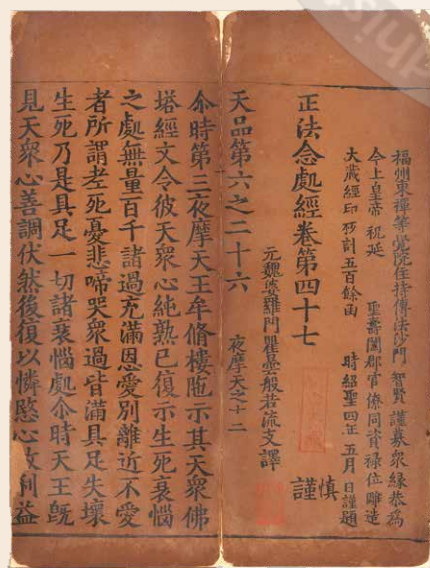 福州東禪等覺院住持傳法沙門 智賢 謹募衆緣恭爲
今上皇帝祝延 聖壽闔郡官僚同資祿位雕造
大藏經印板計五百餘函 時紹聖四年五月 日謹題
正法念處經卷第四十七
元魏婆羅門瞿曇般若流支譯
慎
謹
天品第六之二十六 夜摩天之十二
尒時第三夜摩天王牟脩樓陁示其天衆佛
塔經文令彼天衆心純熟已復示生死衰惱
之處無量百千諸過充滿恩愛別離近不愛
者所謂老死憂悲啼哭衆過皆滿具足失壞
生死乃是具足一切諸衰惱處尒時天王旣
見天衆心善調伏然後復以憐愍心故利益